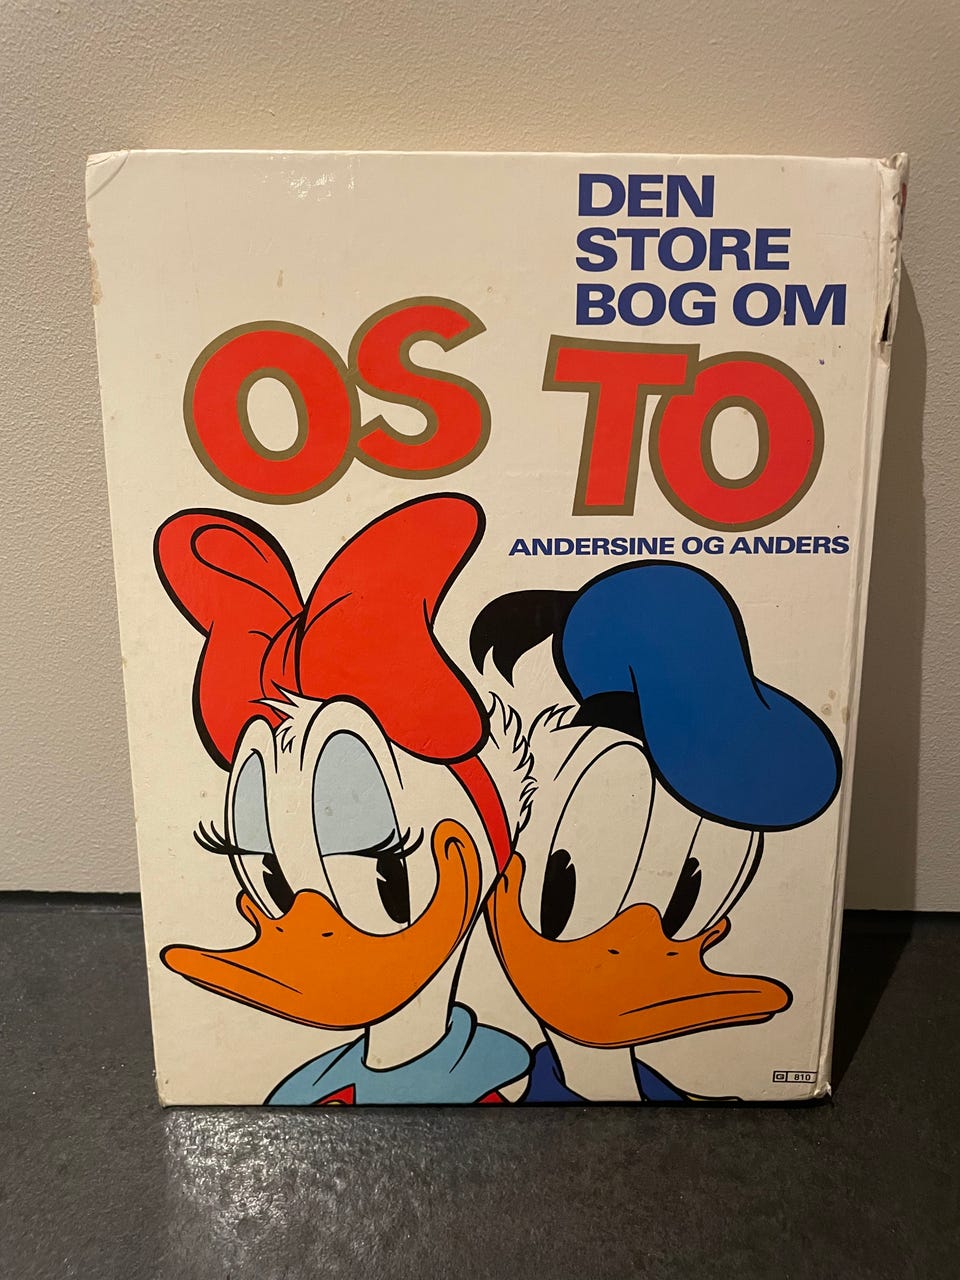 DEN
STORE
BOG OM
OS TO
ANDERSINE OG ANDERS
G 810